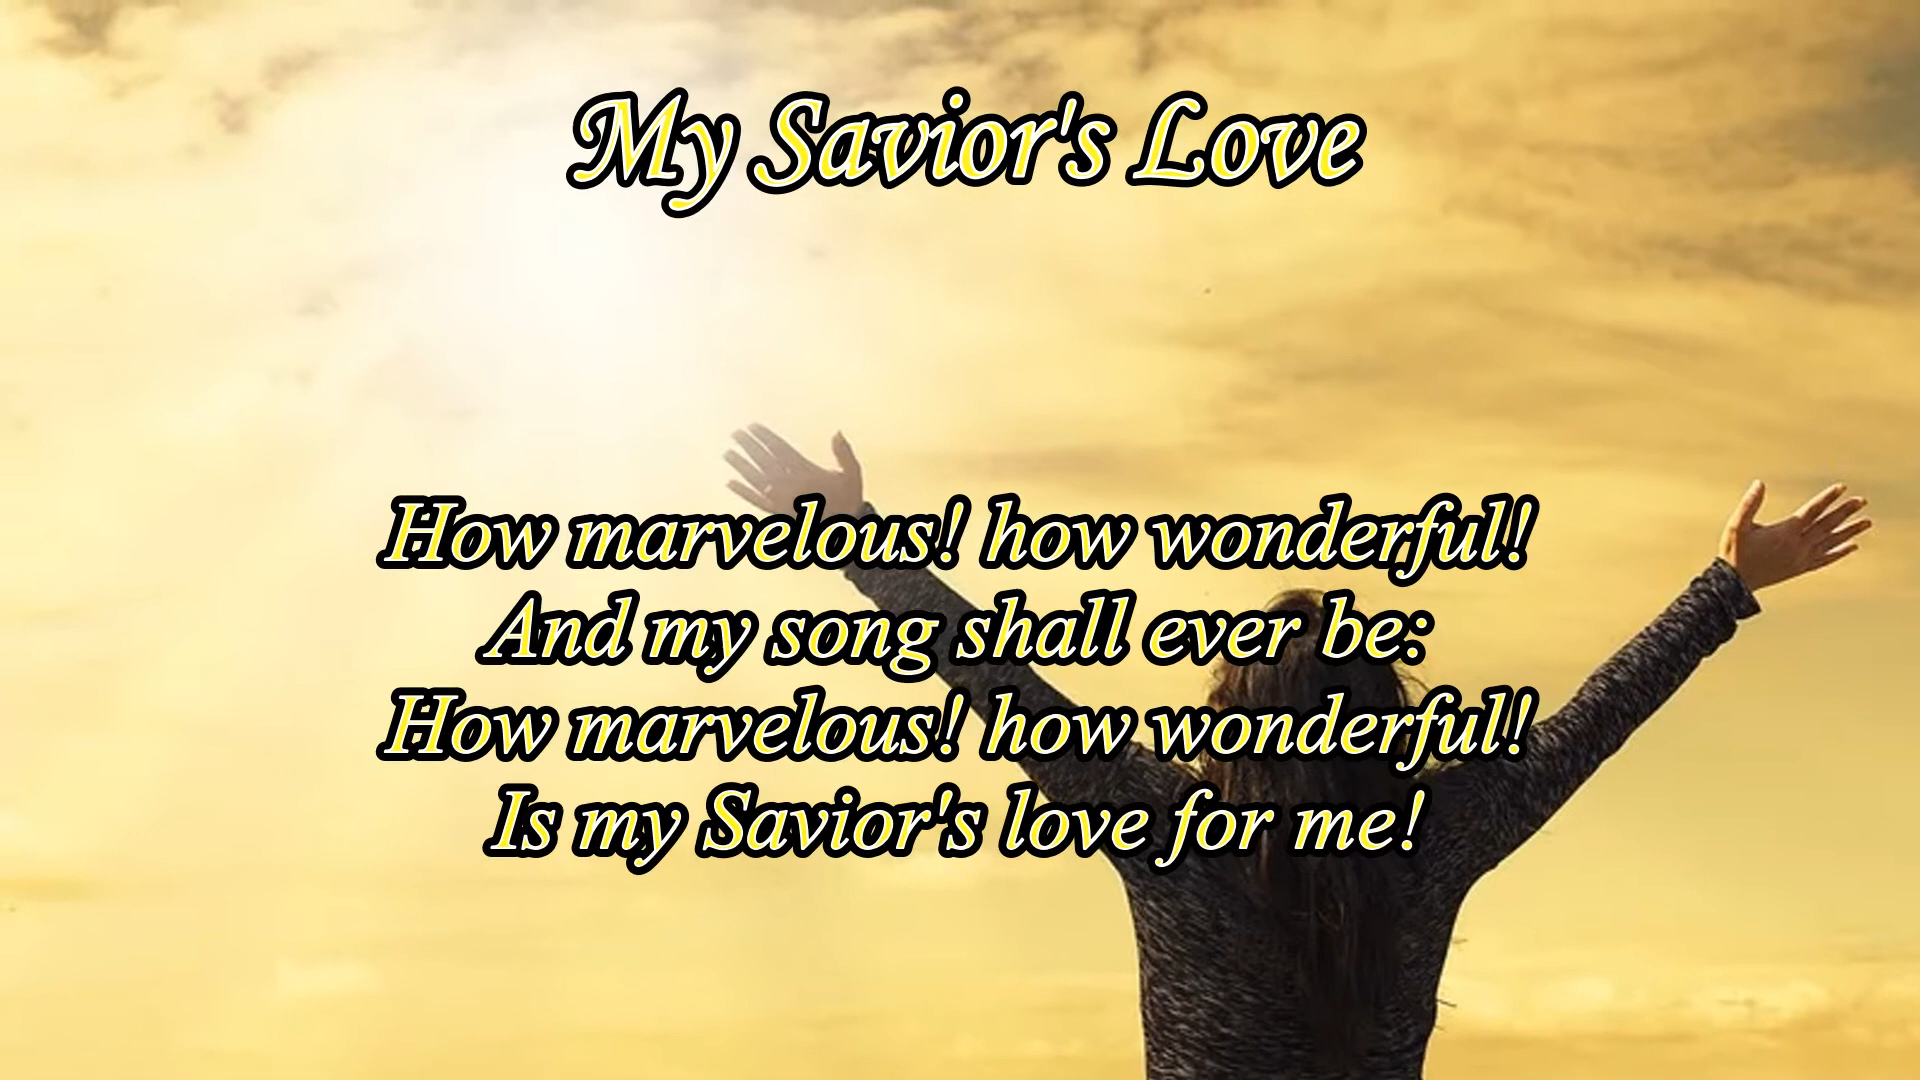 My Savior's Love
How marvelous! how wonderful!
And my song shall ever be:
How marvelous! how wonderful!
Is my Savior's love for me!